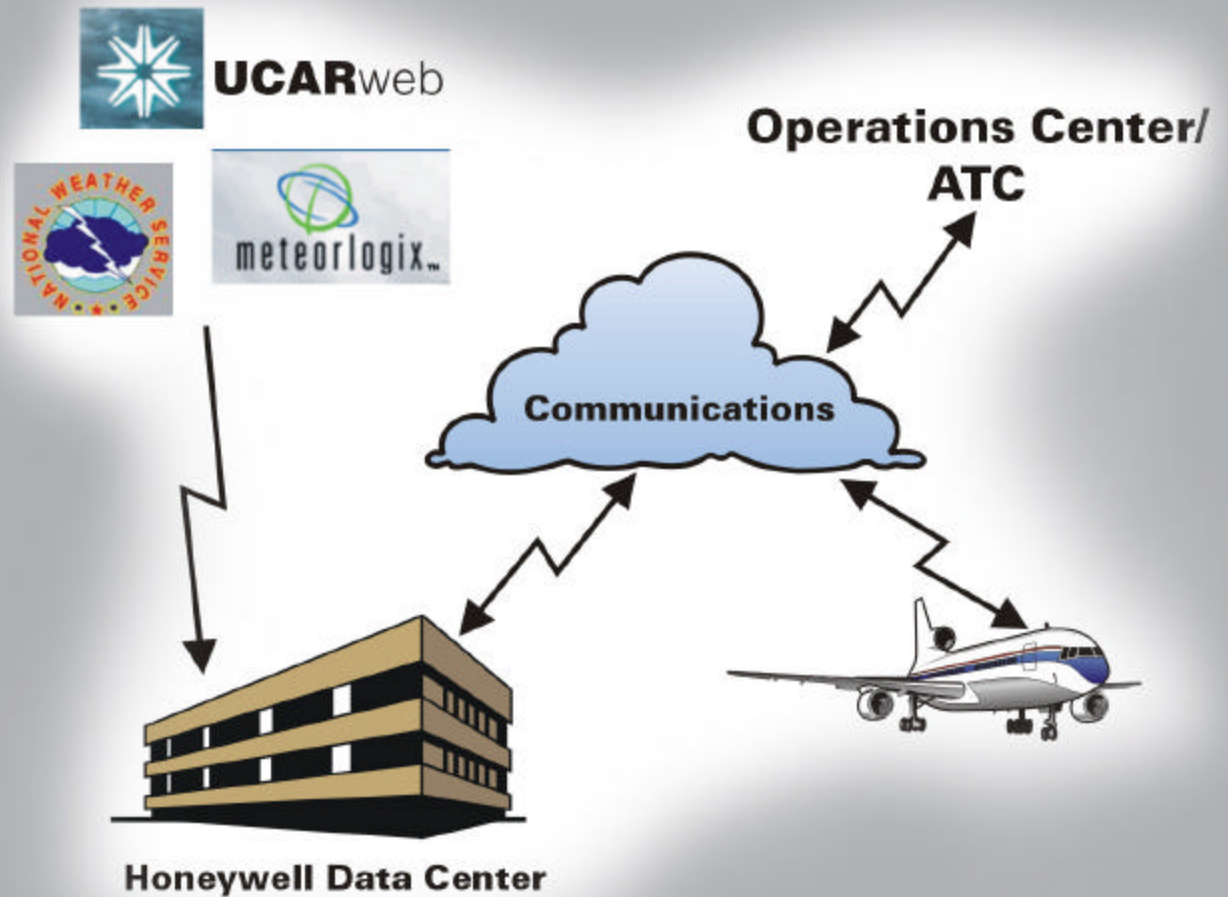 UCARweb
Operations Center/
ATC
NATIONAL WEATHER SERVICE
meteorlogix™
Communications
Honeywell Data Center